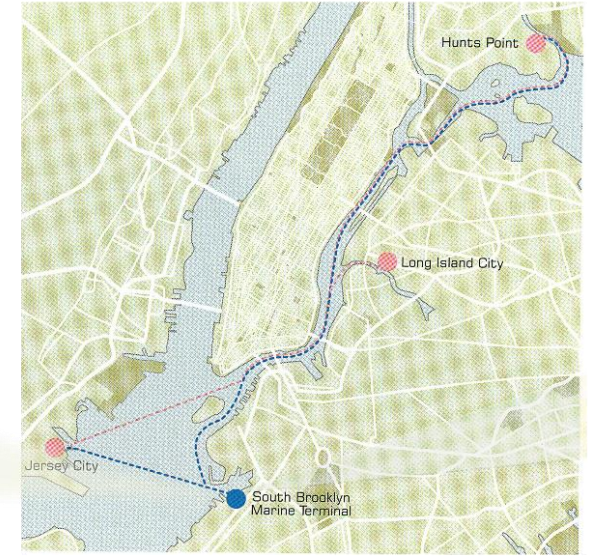 Hunts Point
Long Island City
Jersey City
South Brooklyn
Marine Terminal